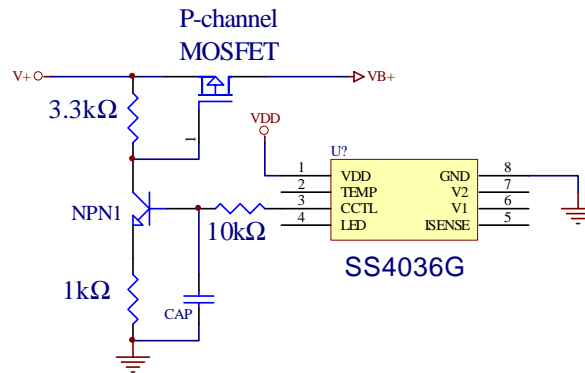 P-channel
MOSFET
V+
VB+
3.3kΩ
1
VDD
U?
1 VDD GND 8
2 TEMP V2 7
3 CCTL V1 6
4 LED ISENSE 5
NPN1
10kΩ
SS4036G
1kΩ
CAP